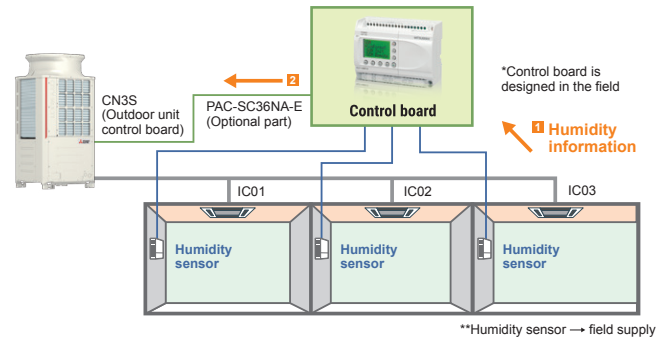 2
*Control board is
designed in the field
CN3S
(Outdoor unit
control board)
PAC-SC36NA-E
(Optional part)
Control board
1 Humidity
information
IC01
IC02
IC03
Humidity
sensor
Humidity
sensor
Humidity
sensor
**Humidity sensor → field supply